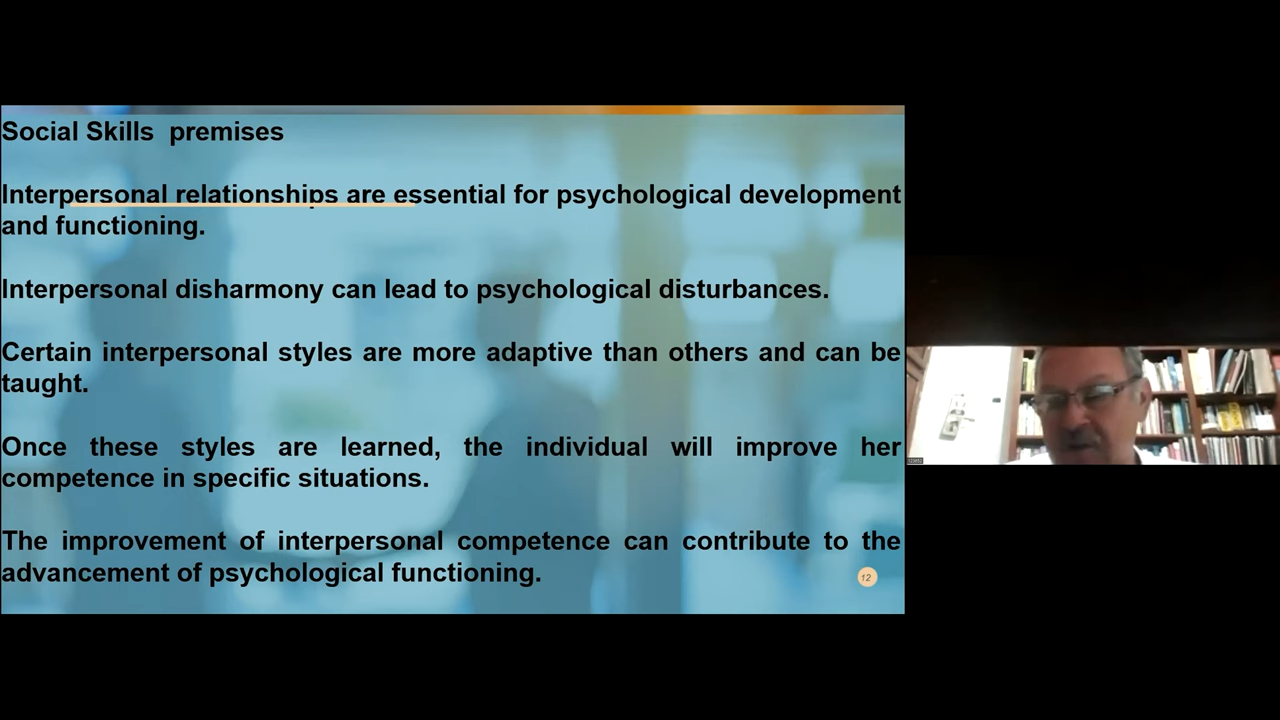 Social Skills  premises
Interpersonal relationships are essential for psychological development
and functioning.
Interpersonal disharmony can lead to psychological disturbances.
Certain interpersonal styles are more adaptive than others and can be
taught.
Once these styles are learned, the individual will improve her
competence in specific situations.
The improvement of interpersonal competence can contribute to the
advancement of psychological functioning.
12